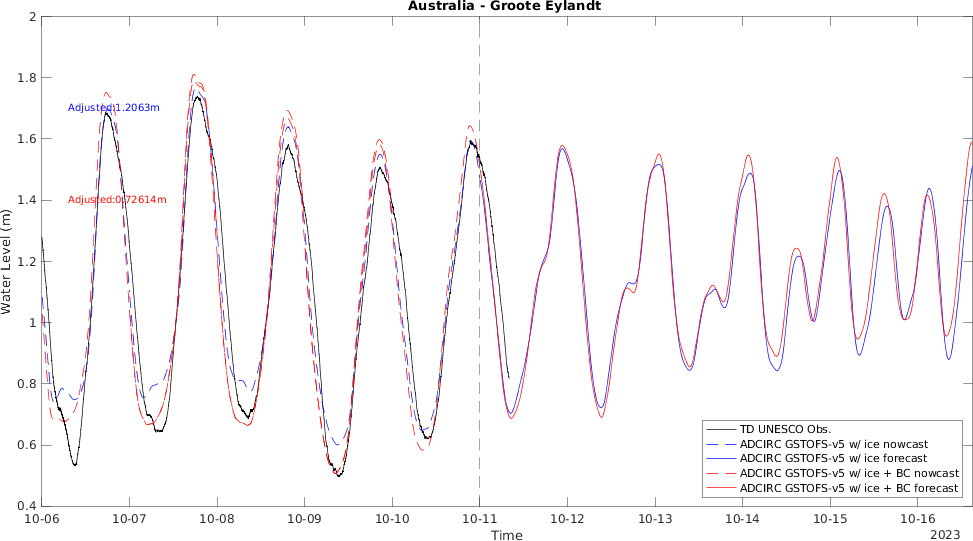 Australia - Groote Eylandt
2
1.8
1.6
1.4
1.2
1
0.8
0.6
0.4
Water Level (m)
Adjusted:1.2063m
Adjusted:0.72614m
TD UNESCO Obs.
ADCIRC GSTOFS-v5 w/ ice nowcast
ADCIRC GSTOFS-v5 w/ ice forecast
ADCIRC GSTOFS-v5 w/ ice + BC nowcast
ADCIRC GSTOFS-v5 w/ ice + BC forecast
10-06 10-07 10-08 10-09 10-10 10-11 10-12 10-13 10-14 10-15 10-16
Time
2023